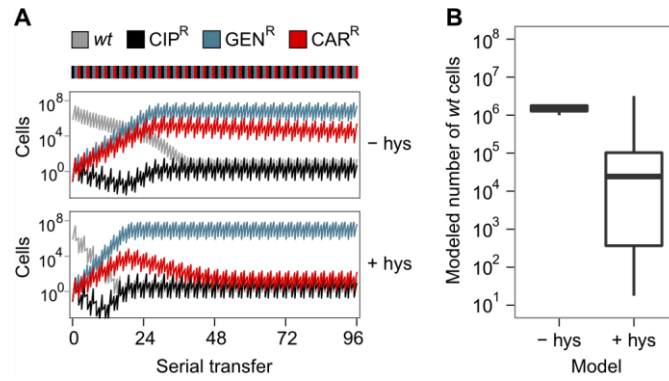 A
wt CIP^R GEN^R CAR^R
Cells
10^8
10^4
10^0
− hys
Cells
10^8
10^4
10^0
+ hys
0 24 48 72 96
Serial transfer
B
Modeled number of wt cells
10^8
10^7
10^6
10^5
10^4
10^3
10^2
10^1
− hys + hys
Model